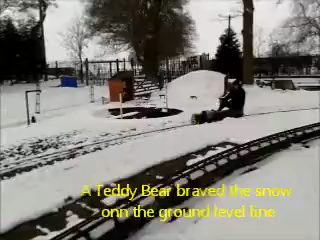 A Teddy Bear braved the snow
onn the ground level line